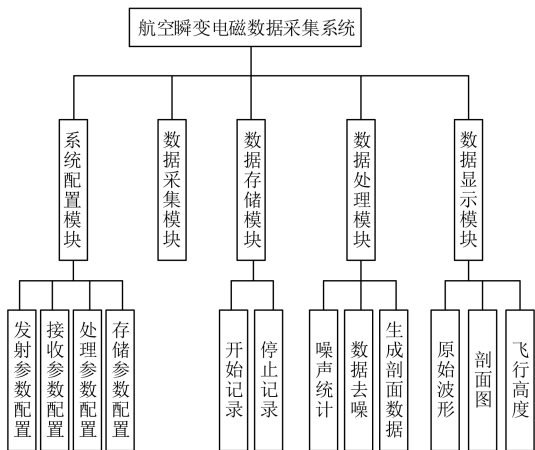 航空瞬变电磁数据采集系统
系统配置模块
数据采集模块
数据存储模块
数据处理模块
数据显示模块
发射参数配置
接收参数配置
处理参数配置
存储参数配置
开始记录
停止记录
噪声统计
数据去噪
生成剖面数据
原始波形
剖面图
飞行高度